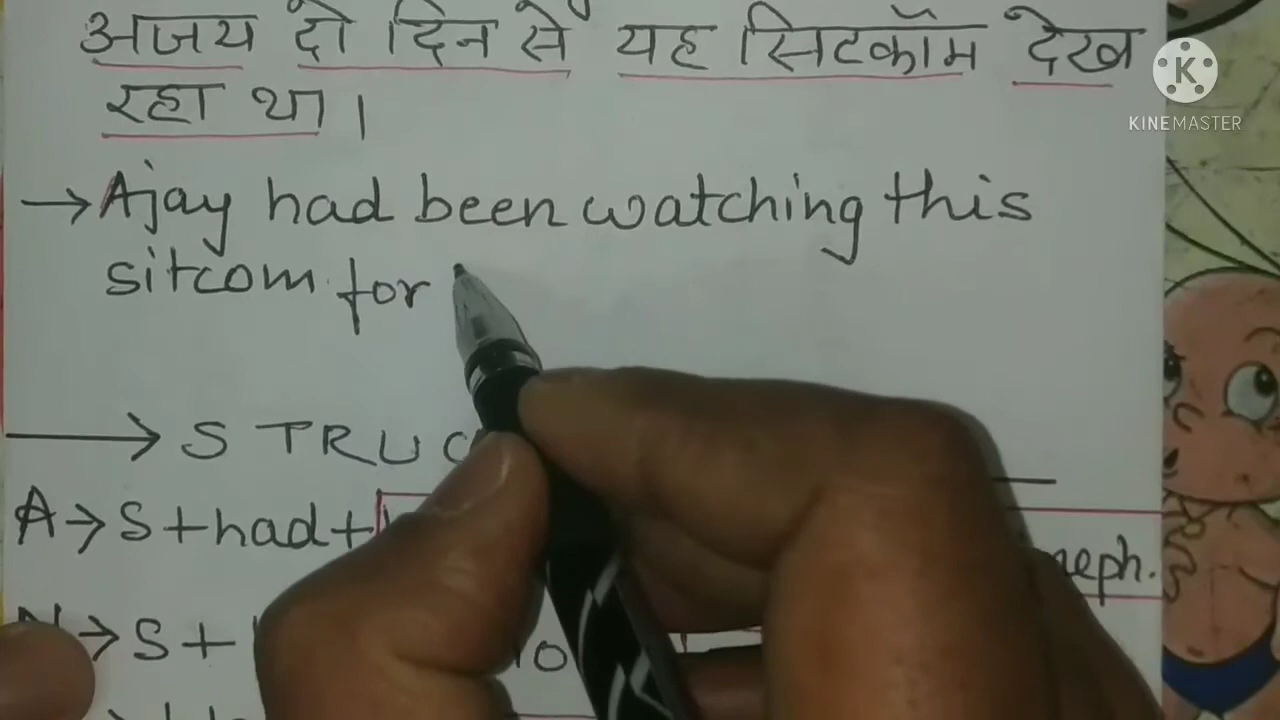 अजय दो दिन से यह सिटकॉम देख
रहा था।
→ Ajay had been watching this
sitcom for
→ STRUC
A → S + had +
N → S +
K
KINEMASTER